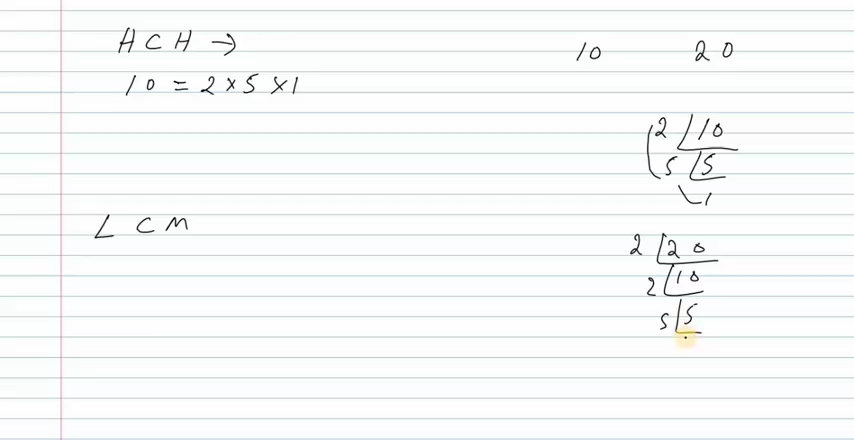 HCH →
10 = 2 × 5 × 1
10 20
2 10
5 5
1
LCM
2 20
2 10
5 5